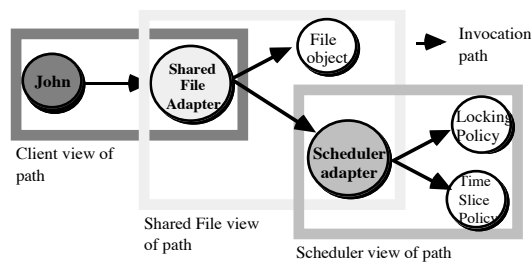 John
Shared
File
Adapter
File
object
Invocation
path
Scheduler
adapter
Locking
Policy
Time
Slice
Policy
Client view of
path
Shared File view
of path
Scheduler view of path